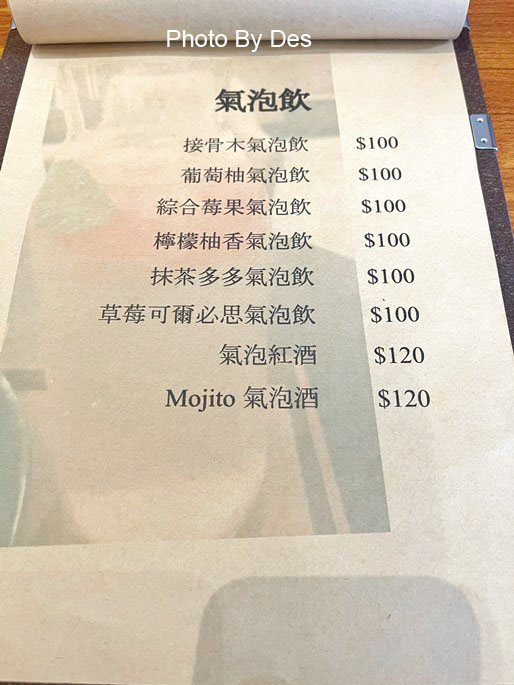 Photo By Des
氣泡飲
接骨木氣泡飲 $100
葡萄柚氣泡飲 $100
綜合莓果氣泡飲 $100
檸檬柚香氣泡飲 $100
抹茶多多氣泡飲 $100
草莓可爾必思氣泡飲 $100
氣泡紅酒 $120
Mojito 氣泡酒 $120